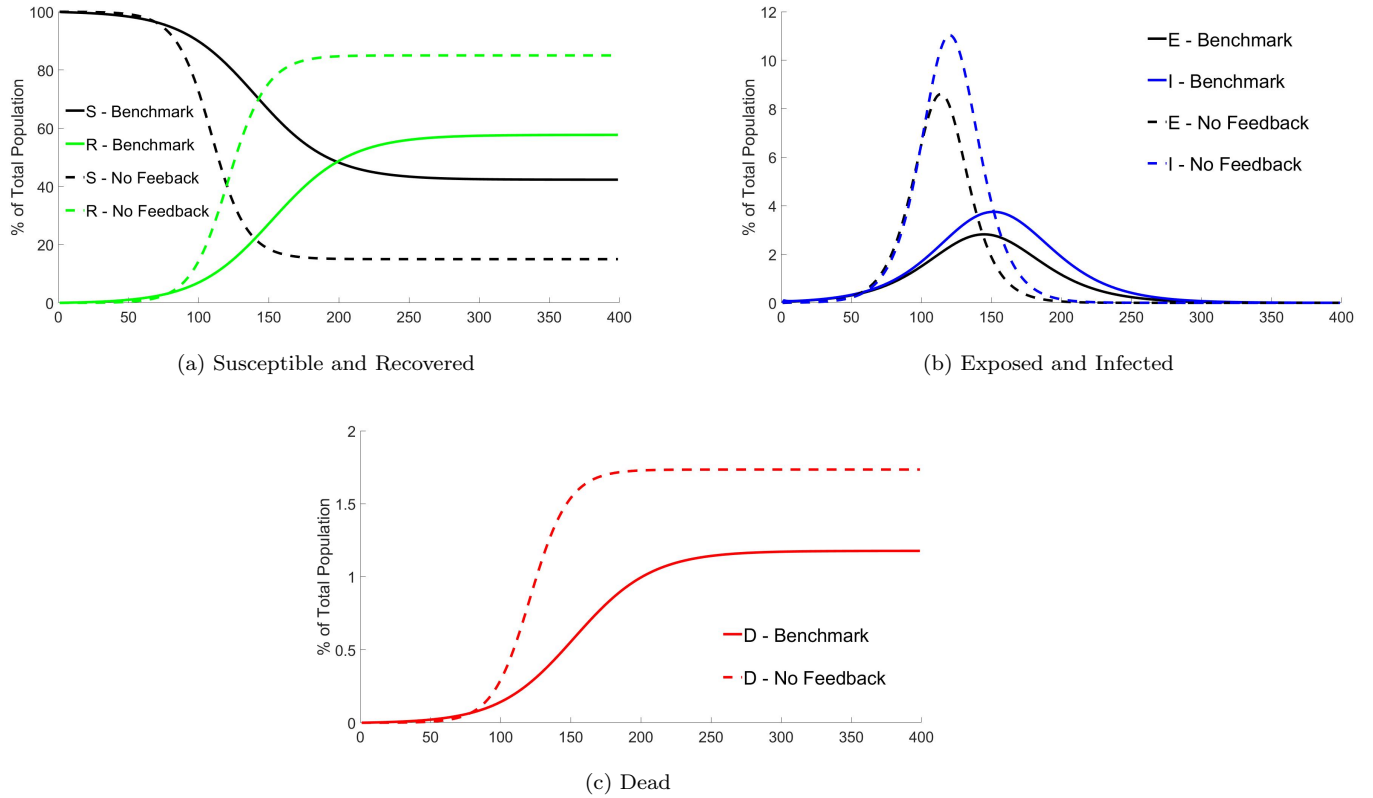 100
80
60
40
20
0
% of Total Population
S - Benchmark
R - Benchmark
S - No Feeback
R - No Feedback
0 50 100 150 200 250 300 350 400
(a) Susceptible and Recovered
12
10
8
6
4
2
0
% of Total Population
E - Benchmark
I - Benchmark
E - No Feedback
I - No Feedback
0 50 100 150 200 250 300 350 400
(b) Exposed and Infected
2
1.5
1
0.5
0
% of Total Population
D - Benchmark
D - No Feedback
0 50 100 150 200 250 300 350 400
(c) Dead